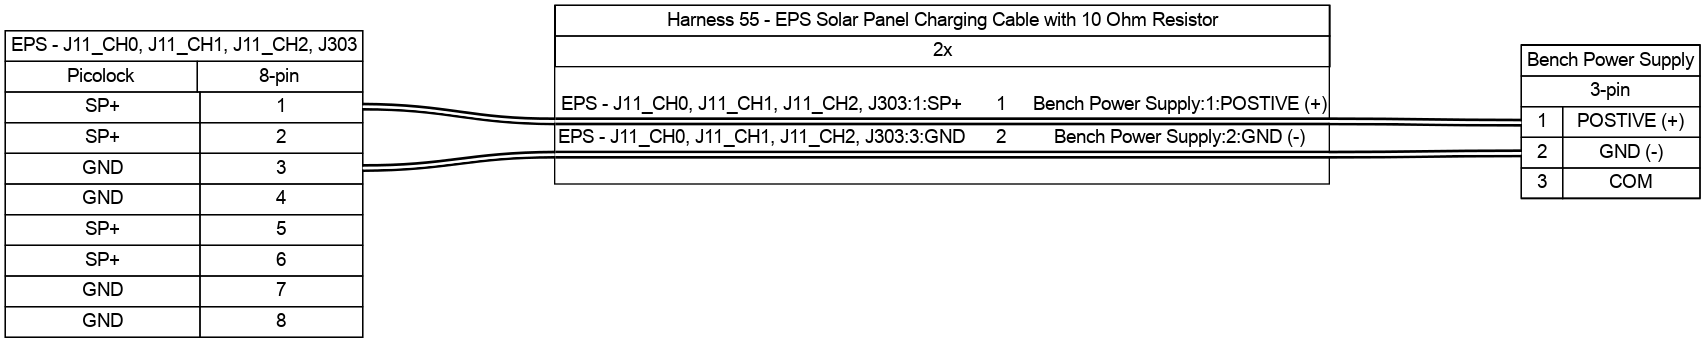 EPS - J11_CH0, J11_CH1, J11_CH2, J303
Picolock 8-pin
SP+ 1
SP+ 2
GND 3
GND 4
SP+ 5
SP+ 6
GND 7
GND 8
Harness 55 - EPS Solar Panel Charging Cable with 10 Ohm Resistor
2x
EPS - J11_CH0, J11_CH1, J11_CH2, J303:1:SP+ 1 Bench Power Supply:1:POSTIVE (+)
EPS - J11_CH0, J11_CH1, J11_CH2, J303:3:GND 2 Bench Power Supply:2:GND (-)
Bench Power Supply
3-pin
1 POSTIVE (+)
2 GND (-)
3 COM